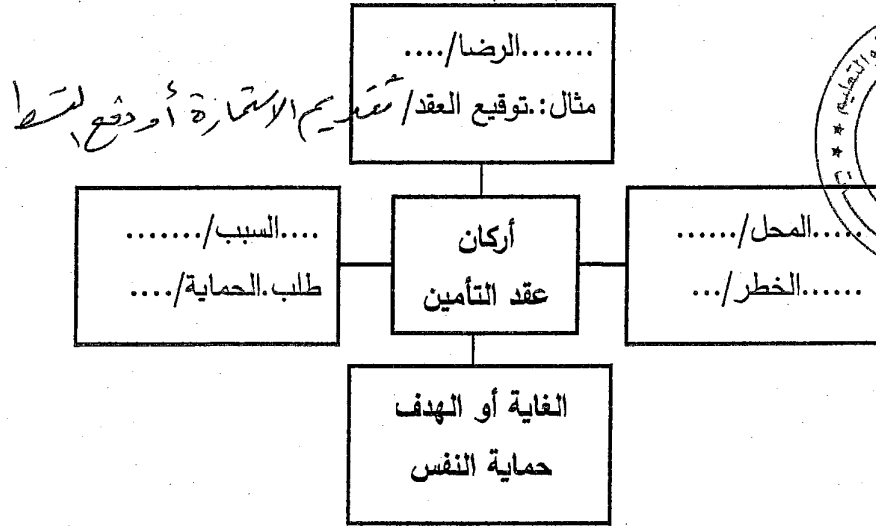 .......الرضا/....
مثال:.توقيع العقد/ تقديم الاستمارة أو دفع القسط
.....المحل/......
......الخطر/...
أركان
عقد التأمين
....السبب/.......
طلب.الحماية/....
الغاية أو الهدف
حماية النفس
والتعليم